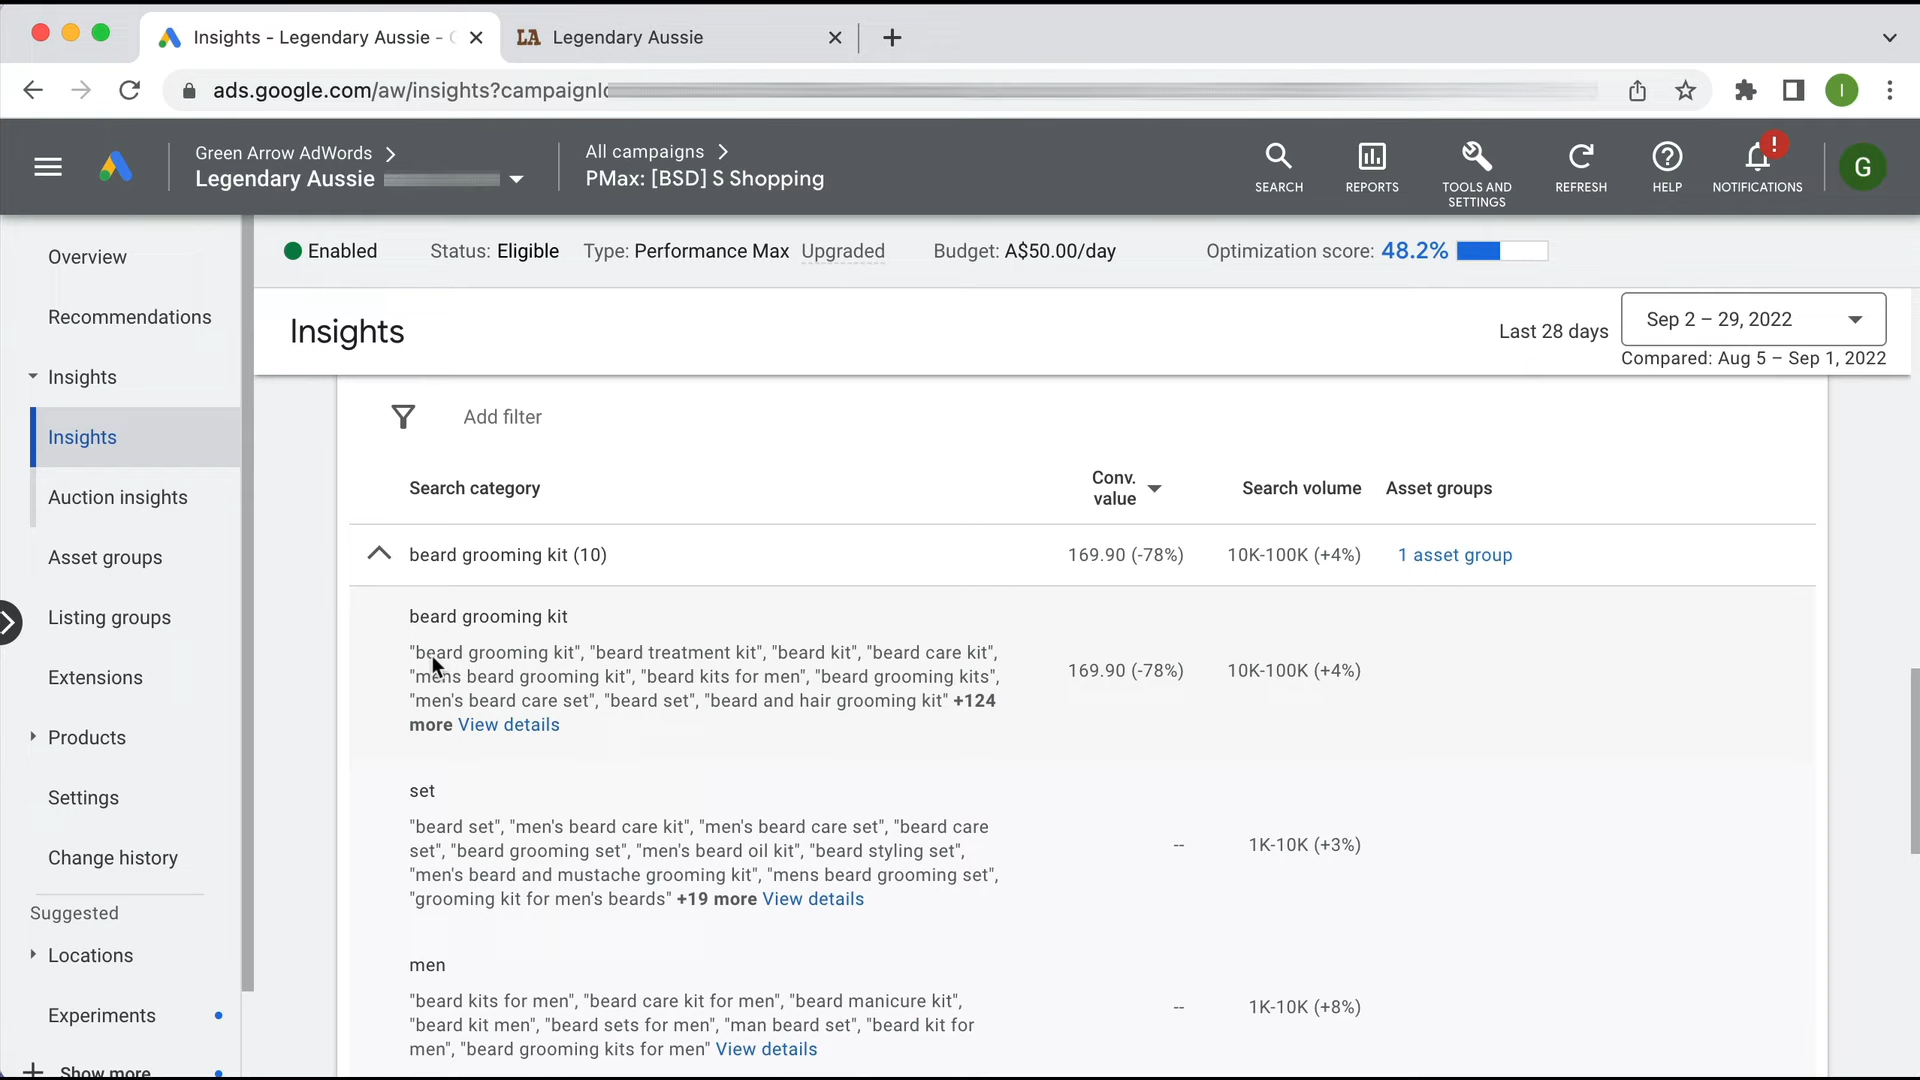 Insights - Legendary Aussie -
LA Legendary Aussie
ads.google.com/aw/insights?campaignI
I
Green Arrow AdWords
Legendary Aussie
All campaigns
PMax: [BSD] S Shopping
SEARCH
REPORTS
TOOLS AND
SETTINGS
REFRESH
HELP
!
NOTIFICATIONS
G
Enabled
Status: Eligible
Type: Performance Max Upgraded
Budget: A$50.00/day
Optimization score: 48.2%
Overview
Recommendations
Insights
Insights
Auction insights
Asset groups
Listing groups
Extensions
Products
Settings
Change history
Suggested
Locations
Experiments
Show more
Insights
Last 28 days
Sep 2 – 29, 2022
Compared: Aug 5 – Sep 1, 2022
Add filter
Search category
Conv.
value
Search volume
Asset groups
beard grooming kit (10)
169.90 (-78%)
10K-100K (+4%)
1 asset group
beard grooming kit
"beard grooming kit", "beard treatment kit", "beard kit", "beard care kit",
"mens beard grooming kit", "beard kits for men", "beard grooming kits",
"men's beard care set", "beard set", "beard and hair grooming kit" +124
more View details
169.90 (-78%)
10K-100K (+4%)
set
"beard set", "men's beard care kit", "men's beard care set", "beard care
set", "beard grooming set", "men's beard oil kit", "beard styling set",
"men's beard and mustache grooming kit", "mens beard grooming set",
"grooming kit for men's beards" +19 more View details
--
1K-10K (+3%)
men
"beard kits for men", "beard care kit for men", "beard manicure kit",
"beard kit men", "beard sets for men", "man beard set", "beard kit for
men", "beard grooming kits for men" View details
--
1K-10K (+8%)